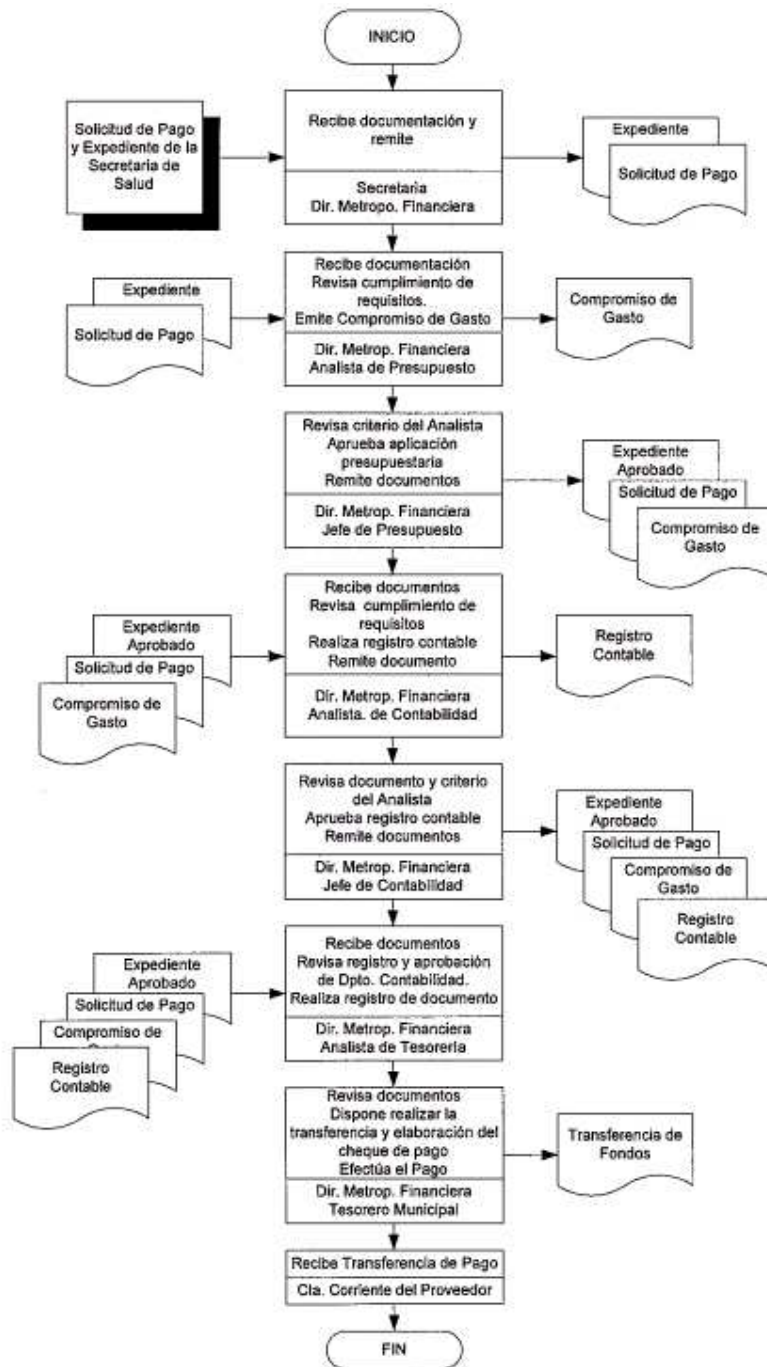 INICIO
Solicitud de Pago
y Expediente de la
Secretaria de
Salud
Recibe documentación y
remite
Secretaria
Dir. Metropo. Financiera
Expediente
Solicitud de Pago
Expediente
Solicitud de Pago
Recibe documentación
Revisa cumplimiento de
requisitos.
Emite Compromiso de Gasto
Dir. Metrop. Financiera
Analista de Presupuesto
Compromiso de
Gasto
Revisa criterio del Analista
Aprueba aplicación
presupuestaria
Remite documentos
Dir. Metrop. Financiera
Jefe de Presupuesto
Expediente
Aprobado
Solicitud de Pago
Compromiso de
Gasto
Expediente
Aprobado
Solicitud de Pago
Compromiso de
Gasto
Recibe documentos
Revisa cumplimiento de
requisitos
Realiza registro contable
Remite documento
Dir. Metrop. Financiera
Analista. de Contabilidad
Registro
Contable
Revisa documento y criterio
del Analista
Aprueba registro contable
Remite documentos
Dir. Metrop. Financiera
Jefe de Contabilidad
Expediente
Aprobado
Solicitud de Pago
Compromiso de
Gasto
Registro
Contable
Expediente
Aprobado
Solicitud de Pago
Compromiso de
Registro
Contable
Recibe documentos
Revisa registro y aprobación
de Dpto. Contabilidad.
Realiza registro de documento
Dir. Metrop. Financiera
Analista de Tesorería
Revisa documentos
Dispone realizar la
transferencia y elaboración del
cheque de pago
Efectúa el Pago
Dir. Metrop. Financiera
Tesorero Municipal
Transferencia de
Fondos
Recibe Transferencia de Pago
Cta. Corriente del Proveedor
FIN